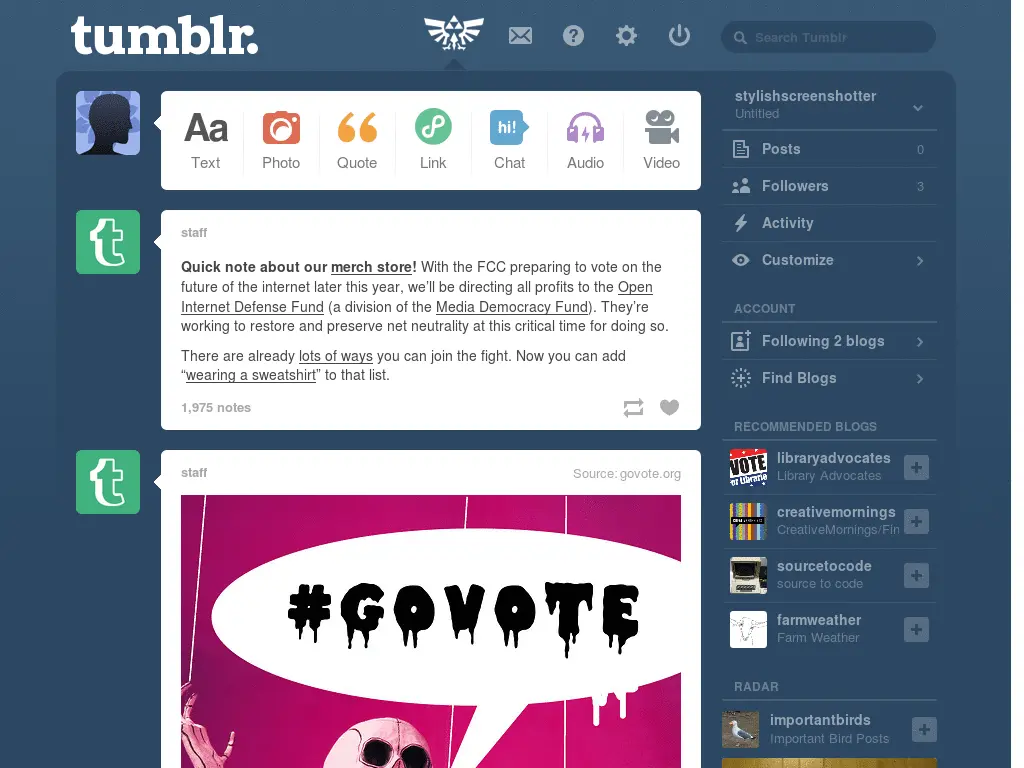 tumblr.
?
Search Tumblr
Aa
Text
Photo
Quote
Link
hi!
Chat
Audio
Video
t
staff
Quick note about our merch store! With the FCC preparing to vote on the
future of the internet later this year, we’ll be directing all profits to the Open
Internet Defense Fund (a division of the Media Democracy Fund). They’re
working to restore and preserve net neutrality at this critical time for doing so.
There are already lots of ways you can join the fight. Now you can add
“wearing a sweatshirt” to that list.
1,975 notes
t
staff
Source: govote.org
#GOVOTE
stylishscreenshotter
Untitled
Posts 0
Followers 3
Activity
Customize
ACCOUNT
Following 2 blogs
Find Blogs
RECOMMENDED BLOGS
VOTE
for Librarie
libraryadvocates
Library Advocates
creativemornings
CreativeMornings/Fin
sourcetocode
source to code
farmweather
Farm Weather
RADAR
importantbirds
Important Bird Posts